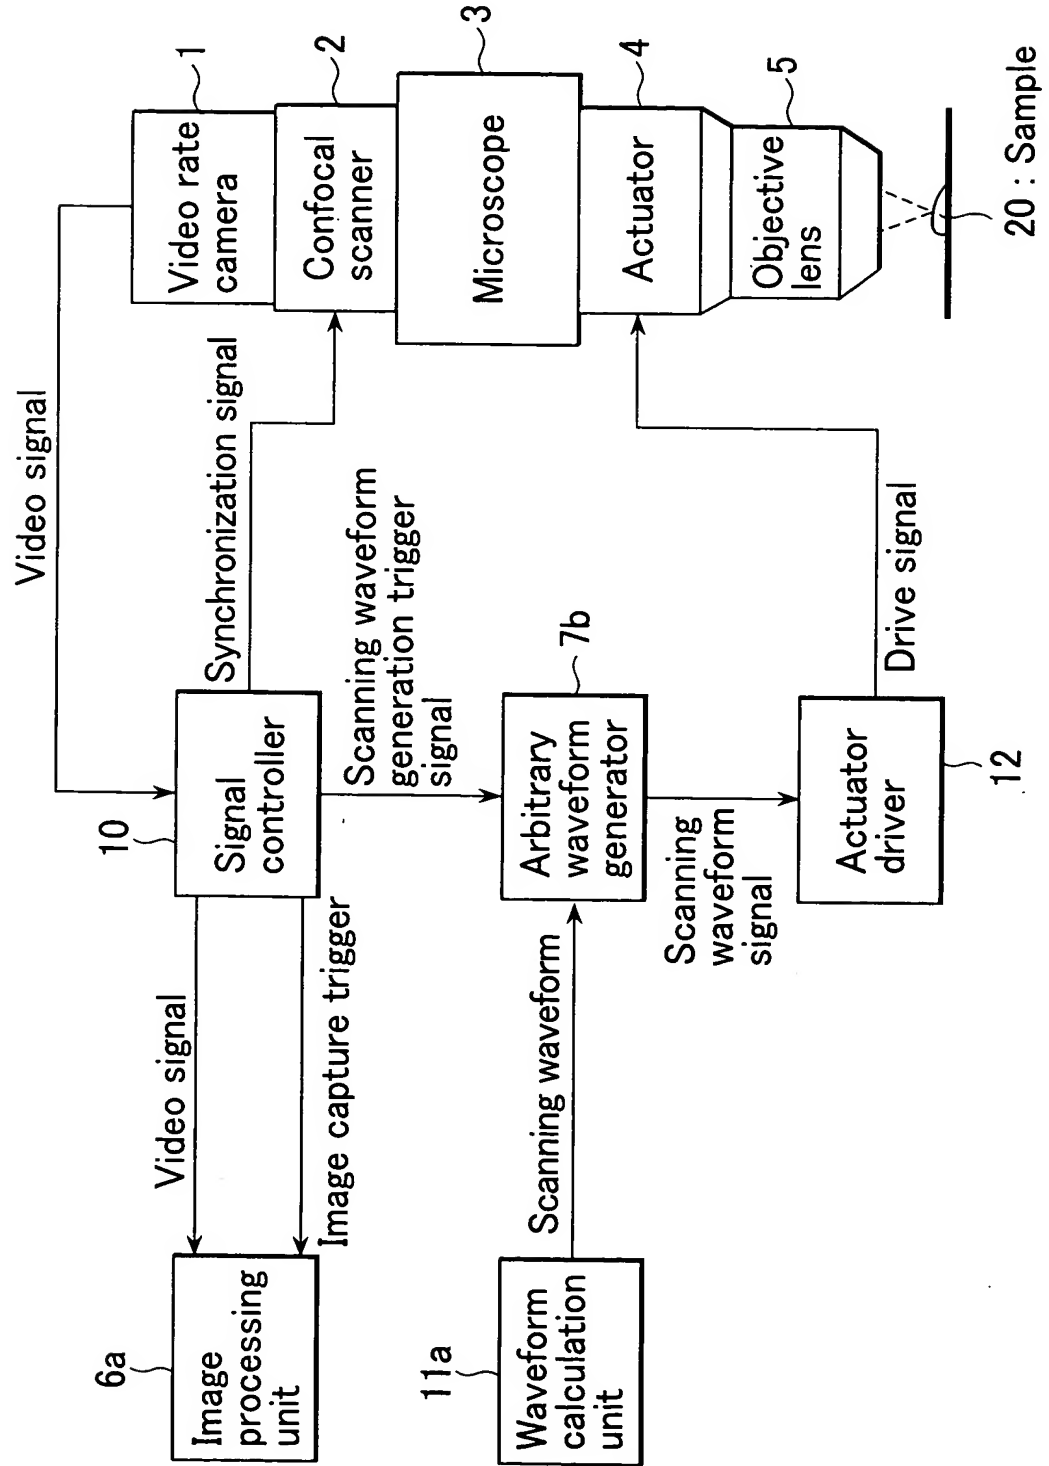 Video signal
1
Video rate
camera
2
Confocal
scanner
3
Microscope
4
Actuator
5
Objective
lens
20 : Sample
Synchronization signal
Scanning waveform
generation trigger
signal
10
Signal
controller
7b
Arbitrary
waveform
generator
Drive signal
Scanning
waveform
signal
Actuator
driver
12
Video signal
Image capture trigger
Scanning waveform
6a
Image
processing
unit
11a
Waveform
calculation
unit